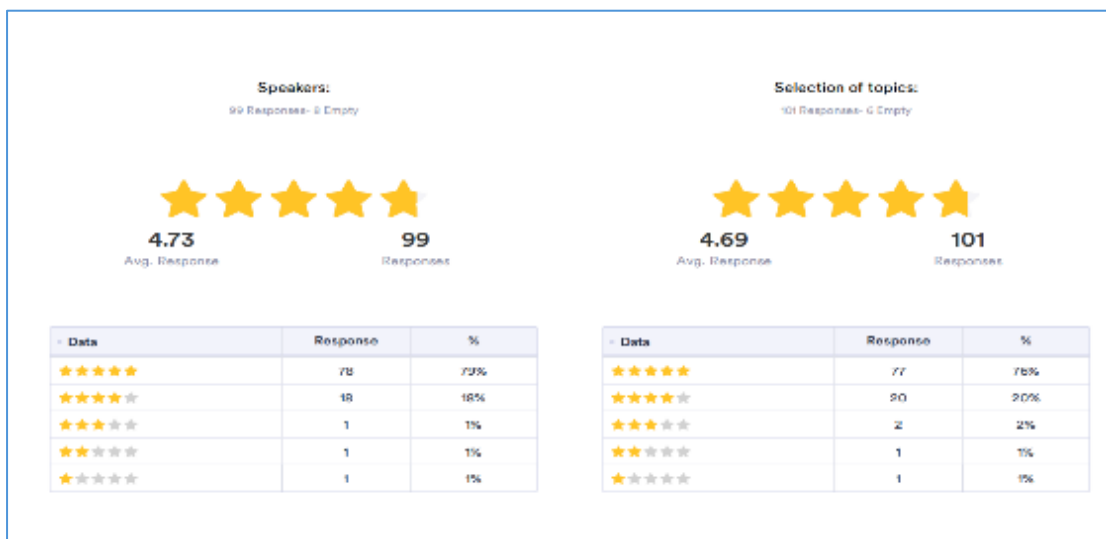 Speakers:
99 Responses- 8 Empty
4.73
Avg. Response
99
Responses
Data Response %
78 79%
18 18%
1 1%
1 1%
1 1%
Selection of topics:
101 Responses- 6 Empty
4.69
Avg. Response
101
Responses
Data Response %
77 76%
20 20%
2 2%
1 1%
1 1%